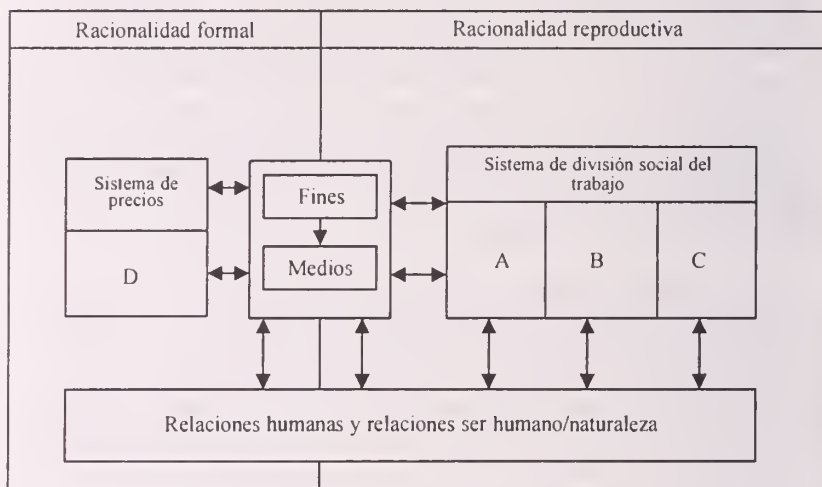 Racionalidad formal
Racionalidad reproductiva
Sistema de
precios
D
Fines
Medios
Sistema de división social del
trabajo
A
B
C
Relaciones humanas y relaciones ser humano/naturaleza